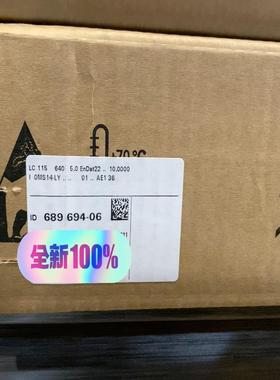 +70°C
LC 115 640 5,0 EnDat22 .. 10,0000
I 0MS14-LY .. .. 01 .. AE1 36
ID 689 694-06
全新100%